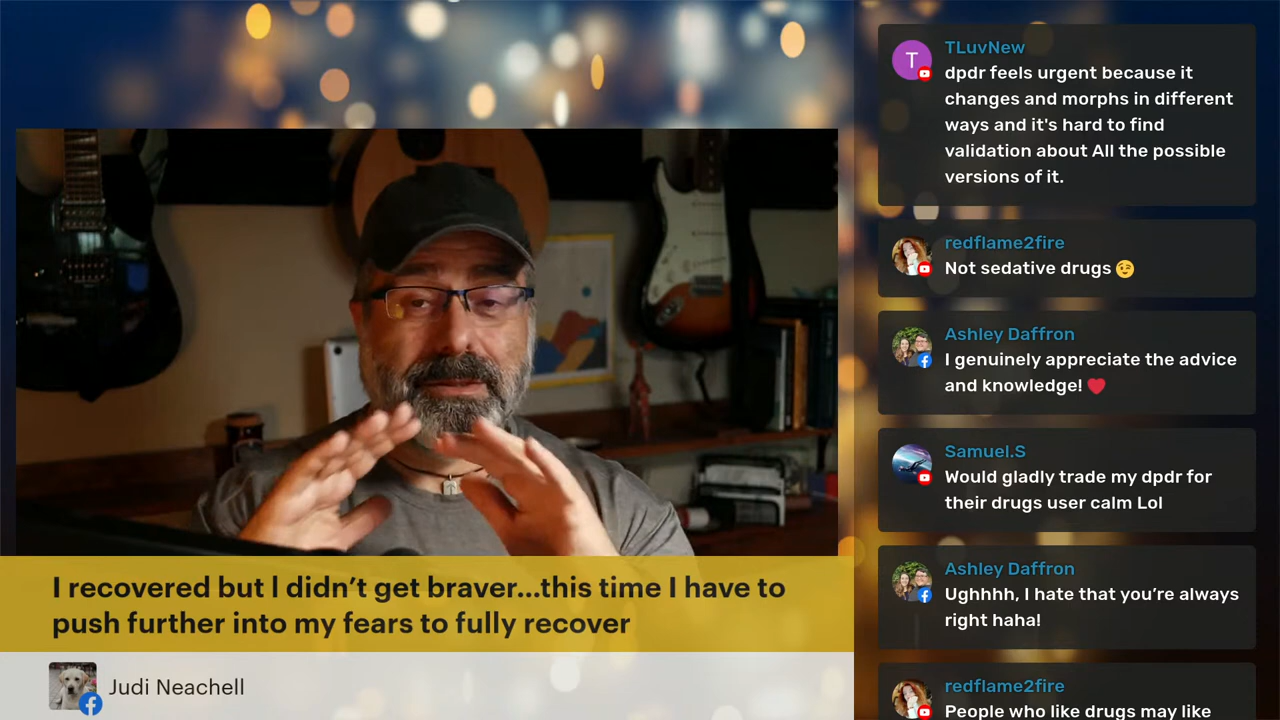 I recovered but I didn't get braver...this time I have to
push further into my fears to fully recover
Judi Neachell
T
TLuvNew
dpdr feels urgent because it
changes and morphs in different
ways and it's hard to find
validation about All the possible
versions of it.
redflame2fire
Not sedative drugs 😉
Ashley Daffron
I genuinely appreciate the advice
and knowledge! ❤️
Samuel.S
Would gladly trade my dpdr for
their drugs user calm Lol
Ashley Daffron
Ughhhh, I hate that you're always
right haha!
redflame2fire
People who like drugs may like